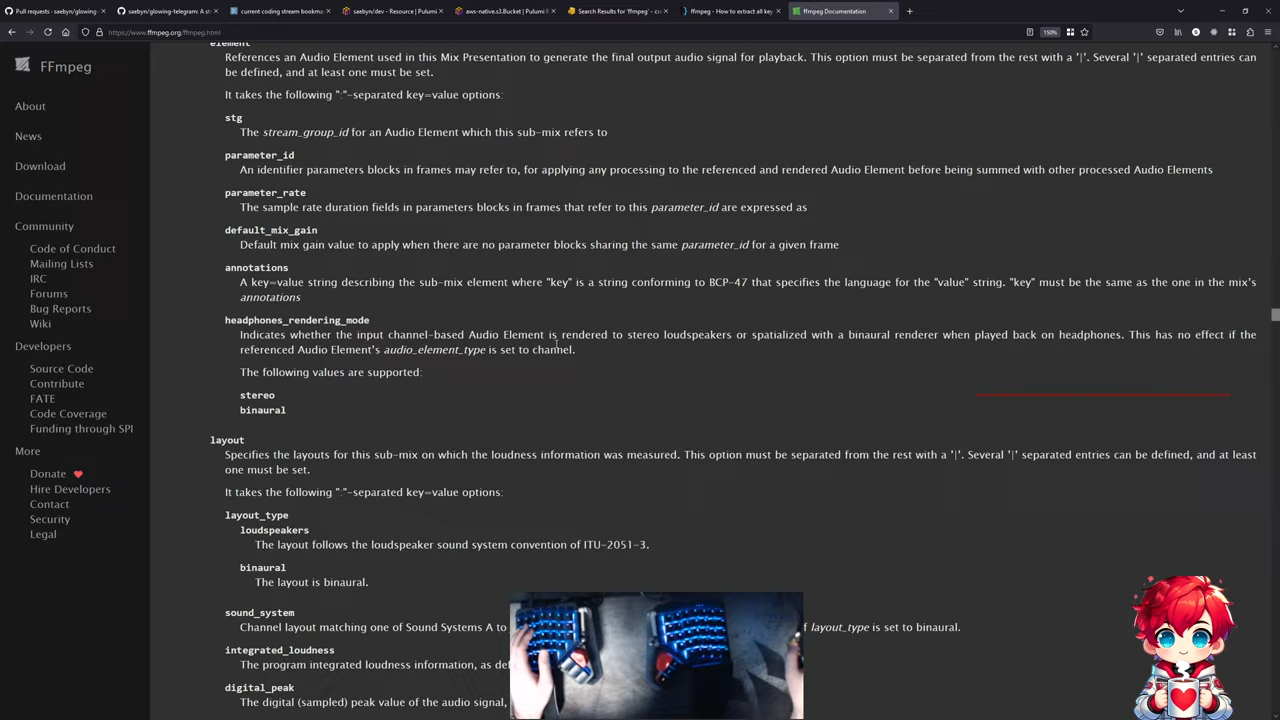 Pull requests · saebyn/glowing-
saebyn/glowing-telegram: A st
current coding stream bookma
saebyn/dev - Resource | Pulumi
aws-native.s3.Bucket | Pulumi R
Search Results for 'ffmpeg' - cr
ffmpeg - How to extract all key
ffmpeg Documentation
https://www.ffmpeg.org/ffmpeg.html
150%
FFmpeg
About
News
Download
Documentation
Community
Code of Conduct
Mailing Lists
IRC
Forums
Bug Reports
Wiki
Developers
Source Code
Contribute
FATE
Code Coverage
Funding through SPI
More
Donate
Hire Developers
Contact
Security
Legal
element
References an Audio Element used in this Mix Presentation to generate the final output audio signal for playback. This option must be separated from the rest with a '|'. Several '|' separated entries can
be defined, and at least one must be set.
It takes the following ":"-separated key=value options:
stg
The stream_group_id for an Audio Element which this sub-mix refers to
parameter_id
An identifier parameters blocks in frames may refer to, for applying any processing to the referenced and rendered Audio Element before being summed with other processed Audio Elements
parameter_rate
The sample rate duration fields in parameters blocks in frames that refer to this parameter_id are expressed as
default_mix_gain
Default mix gain value to apply when there are no parameter blocks sharing the same parameter_id for a given frame
annotations
A key=value string describing the sub-mix element where "key" is a string conforming to BCP-47 that specifies the language for the "value" string. "key" must be the same as the one in the mix's
annotations
headphones_rendering_mode
Indicates whether the input channel-based Audio Element is rendered to stereo loudspeakers or spatialized with a binaural renderer when played back on headphones. This has no effect if the
referenced Audio Element's audio_element_type is set to channel.
The following values are supported:
stereo
binaural
layout
Specifies the layouts for this sub-mix on which the loudness information was measured. This option must be separated from the rest with a '|'. Several '|' separated entries can be defined, and at least
one must be set.
It takes the following ":"-separated key=value options:
layout_type
loudspeakers
The layout follows the loudspeaker sound system convention of ITU-2051-3.
binaural
The layout is binaural.
sound_system
Channel layout matching one of Sound Systems A to
f layout_type is set to binaural.
integrated_loudness
The program integrated loudness information, as de
digital_peak
The digital (sampled) peak value of the audio signal,